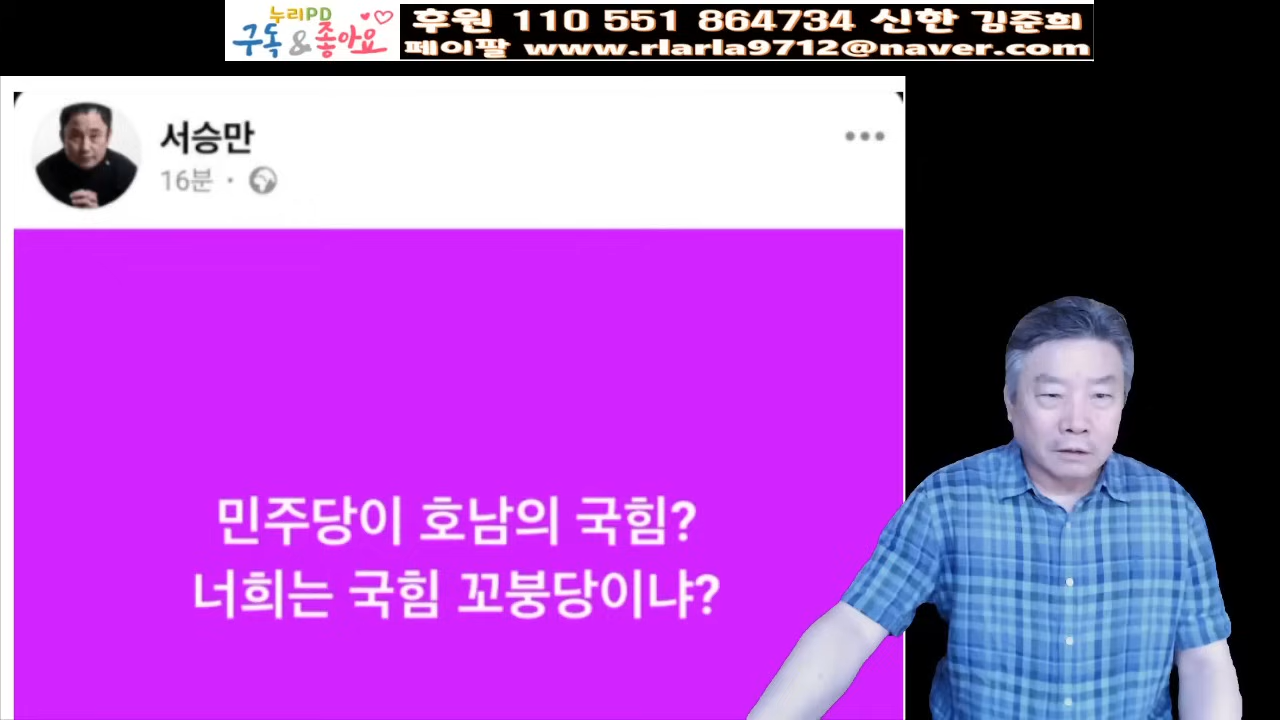 누리PD
구독 & 좋아요
후원 110 551 864734 신한 김준희
페이팔 www.rlarla9712@naver.com
서승만
16분 ·
민주당이 호남의 국힘?
너희는 국힘 꼬붕당이냐?